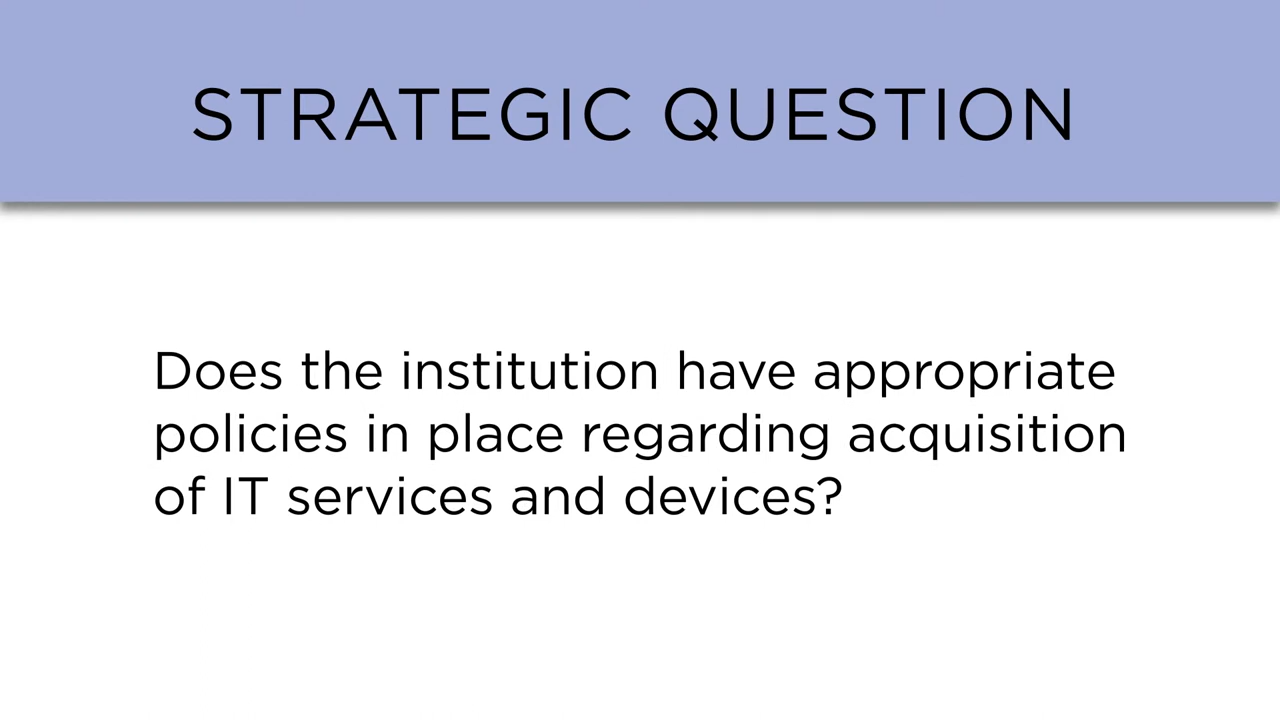 STRATEGIC QUESTION
Does the institution have appropriate
policies in place regarding acquisition
of IT services and devices?